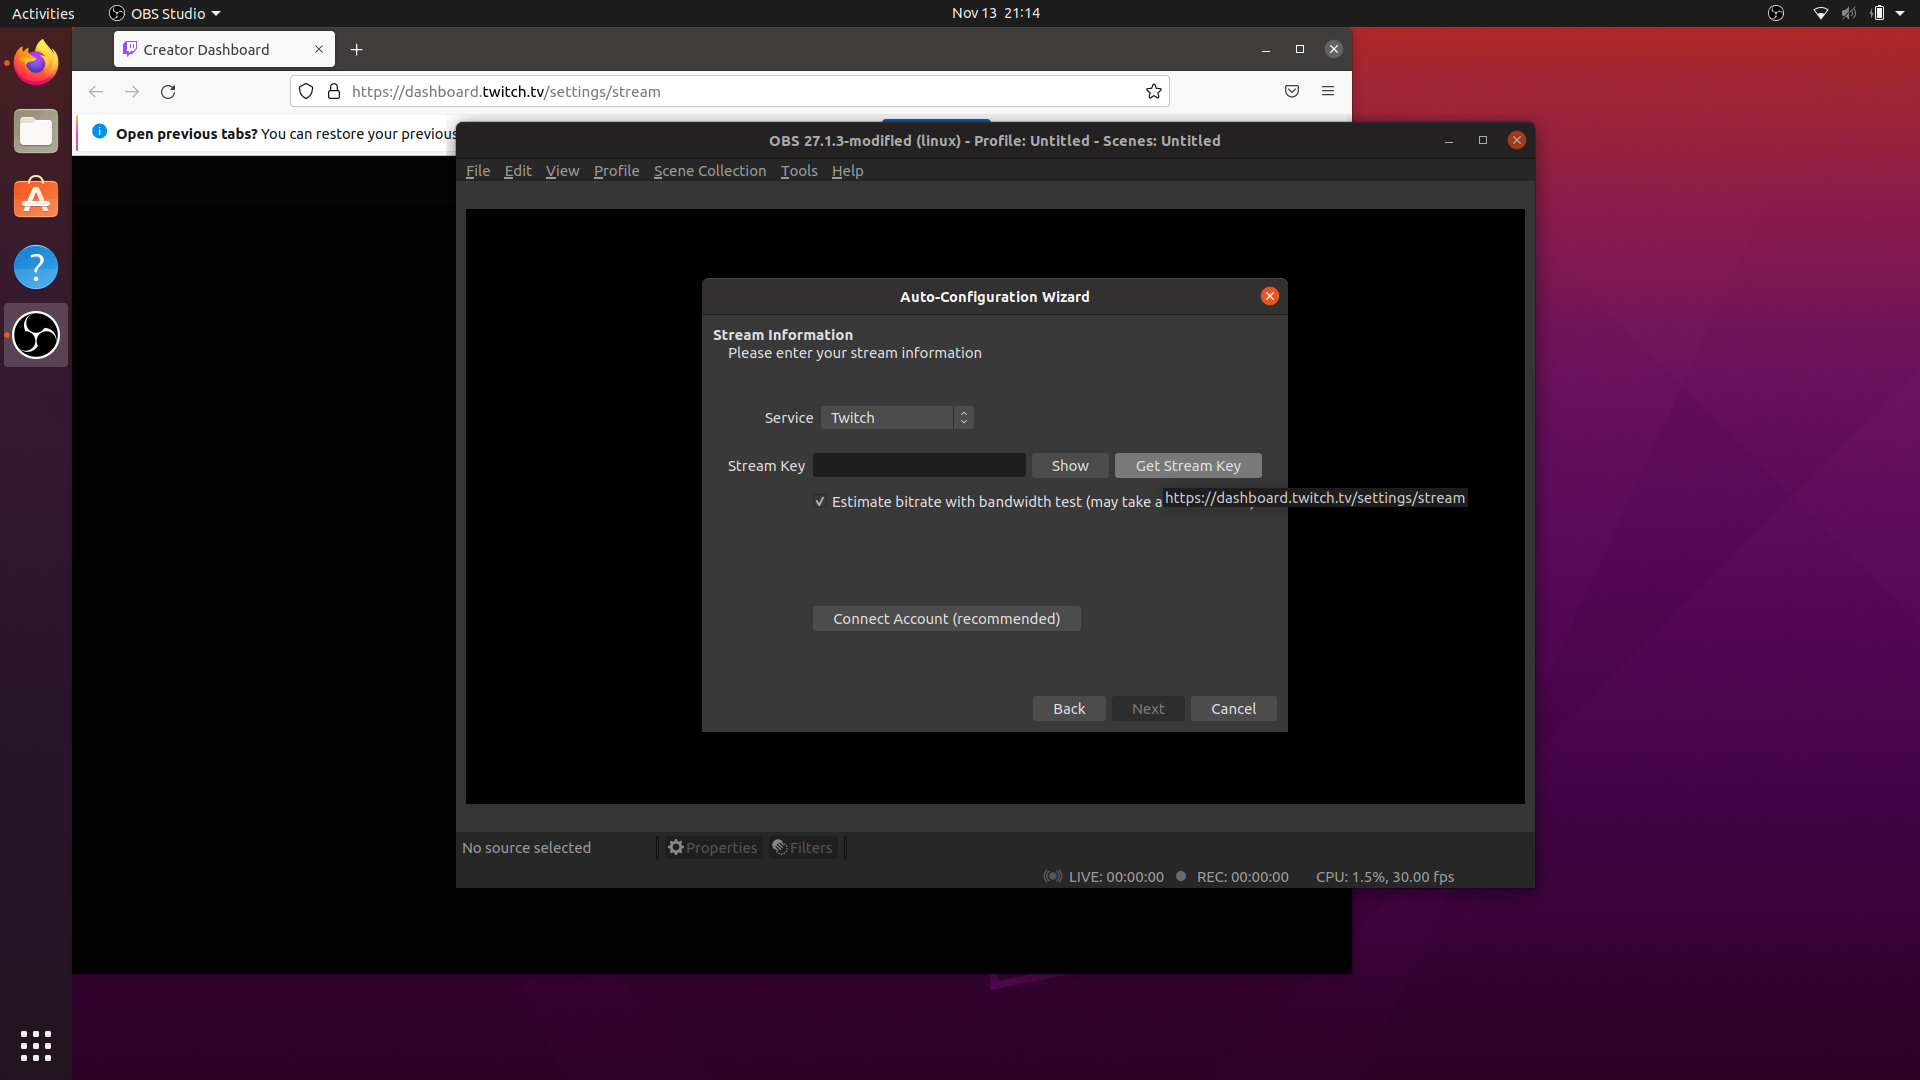 Activities
OBS Studio
Nov 13 21:14
Creator Dashboard
https://dashboard.twitch.tv/settings/stream
Open previous tabs? You can restore your previous
OBS 27.1.3-modified (linux) - Profile: Untitled - Scenes: Untitled
File Edit View Profile Scene Collection Tools Help
Auto-Configuration Wizard
Stream Information
Please enter your stream information
Service Twitch
Stream Key Show Get Stream Key
Estimate bitrate with bandwidth test (may take a
https://dashboard.twitch.tv/settings/stream
Connect Account (recommended)
Back Next Cancel
No source selected Properties Filters
LIVE: 00:00:00 REC: 00:00:00 CPU: 1.5%, 30.00 fps